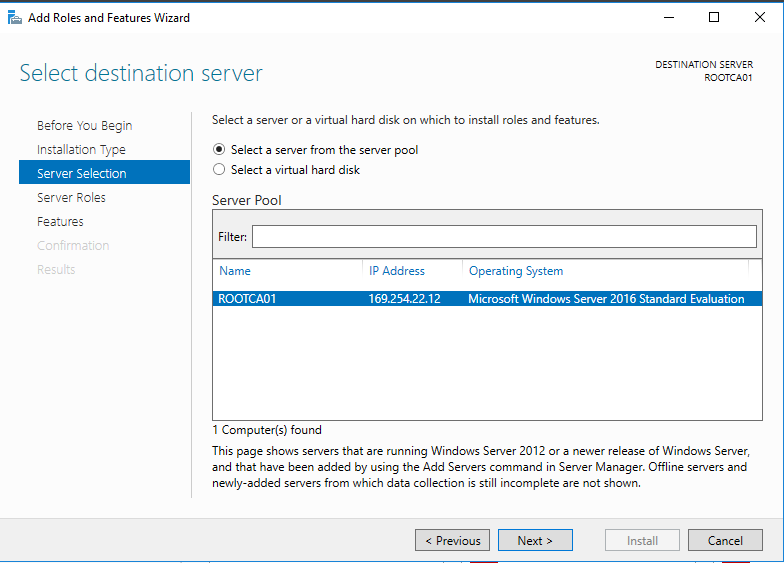 Add Roles and Features Wizard
Select destination server
DESTINATION SERVER
ROOTCA01
Before You Begin
Installation Type
Server Selection
Server Roles
Features
Confirmation
Results
Select a server or a virtual hard disk on which to install roles and features.
Select a server from the server pool
Select a virtual hard disk
Server Pool
Filter:
Name IP Address Operating System
ROOTCA01 169.254.22.12 Microsoft Windows Server 2016 Standard Evaluation
1 Computer(s) found
This page shows servers that are running Windows Server 2012 or a newer release of Windows Server,
and that have been added by using the Add Servers command in Server Manager. Offline servers and
newly-added servers from which data collection is still incomplete are not shown.
< Previous Next > Install Cancel